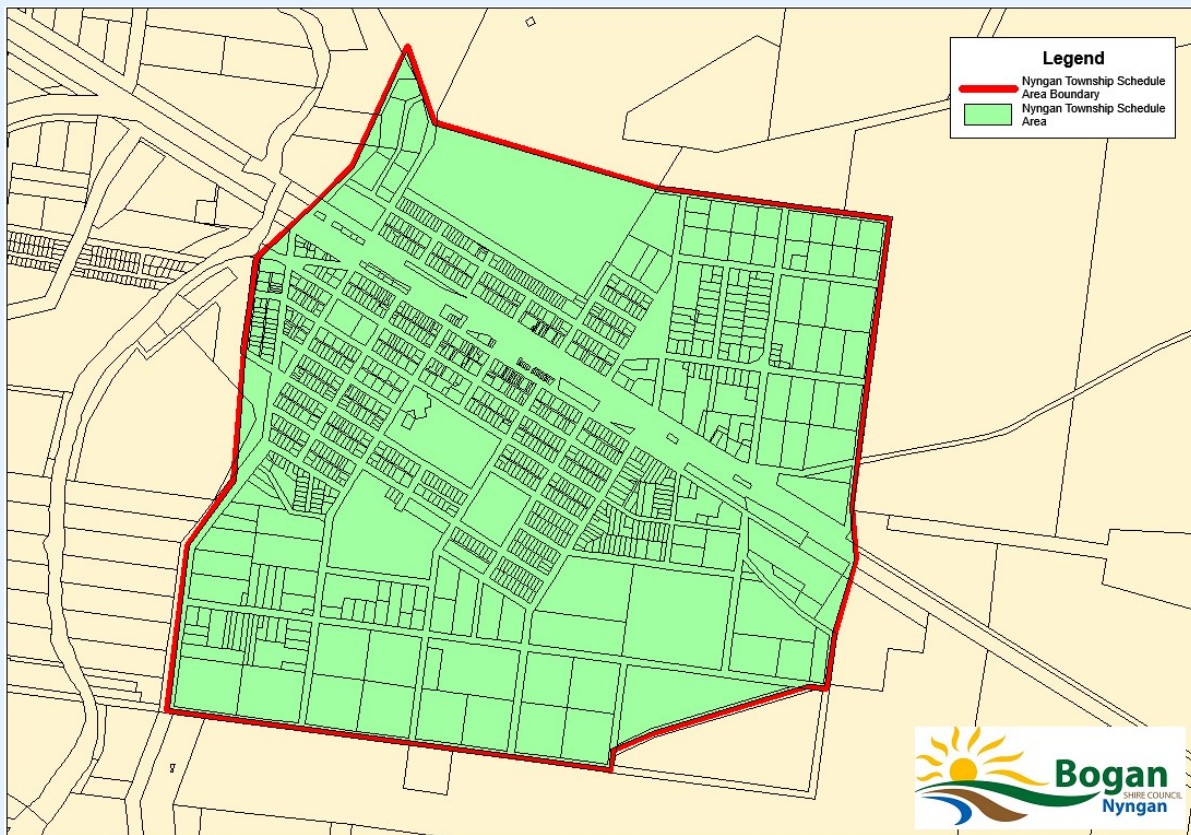 Legend
Nyngan Township Schedule
Area Boundary
Nyngan Township Schedule
Area
Bogan
SHIRE COUNCIL
Nyngan